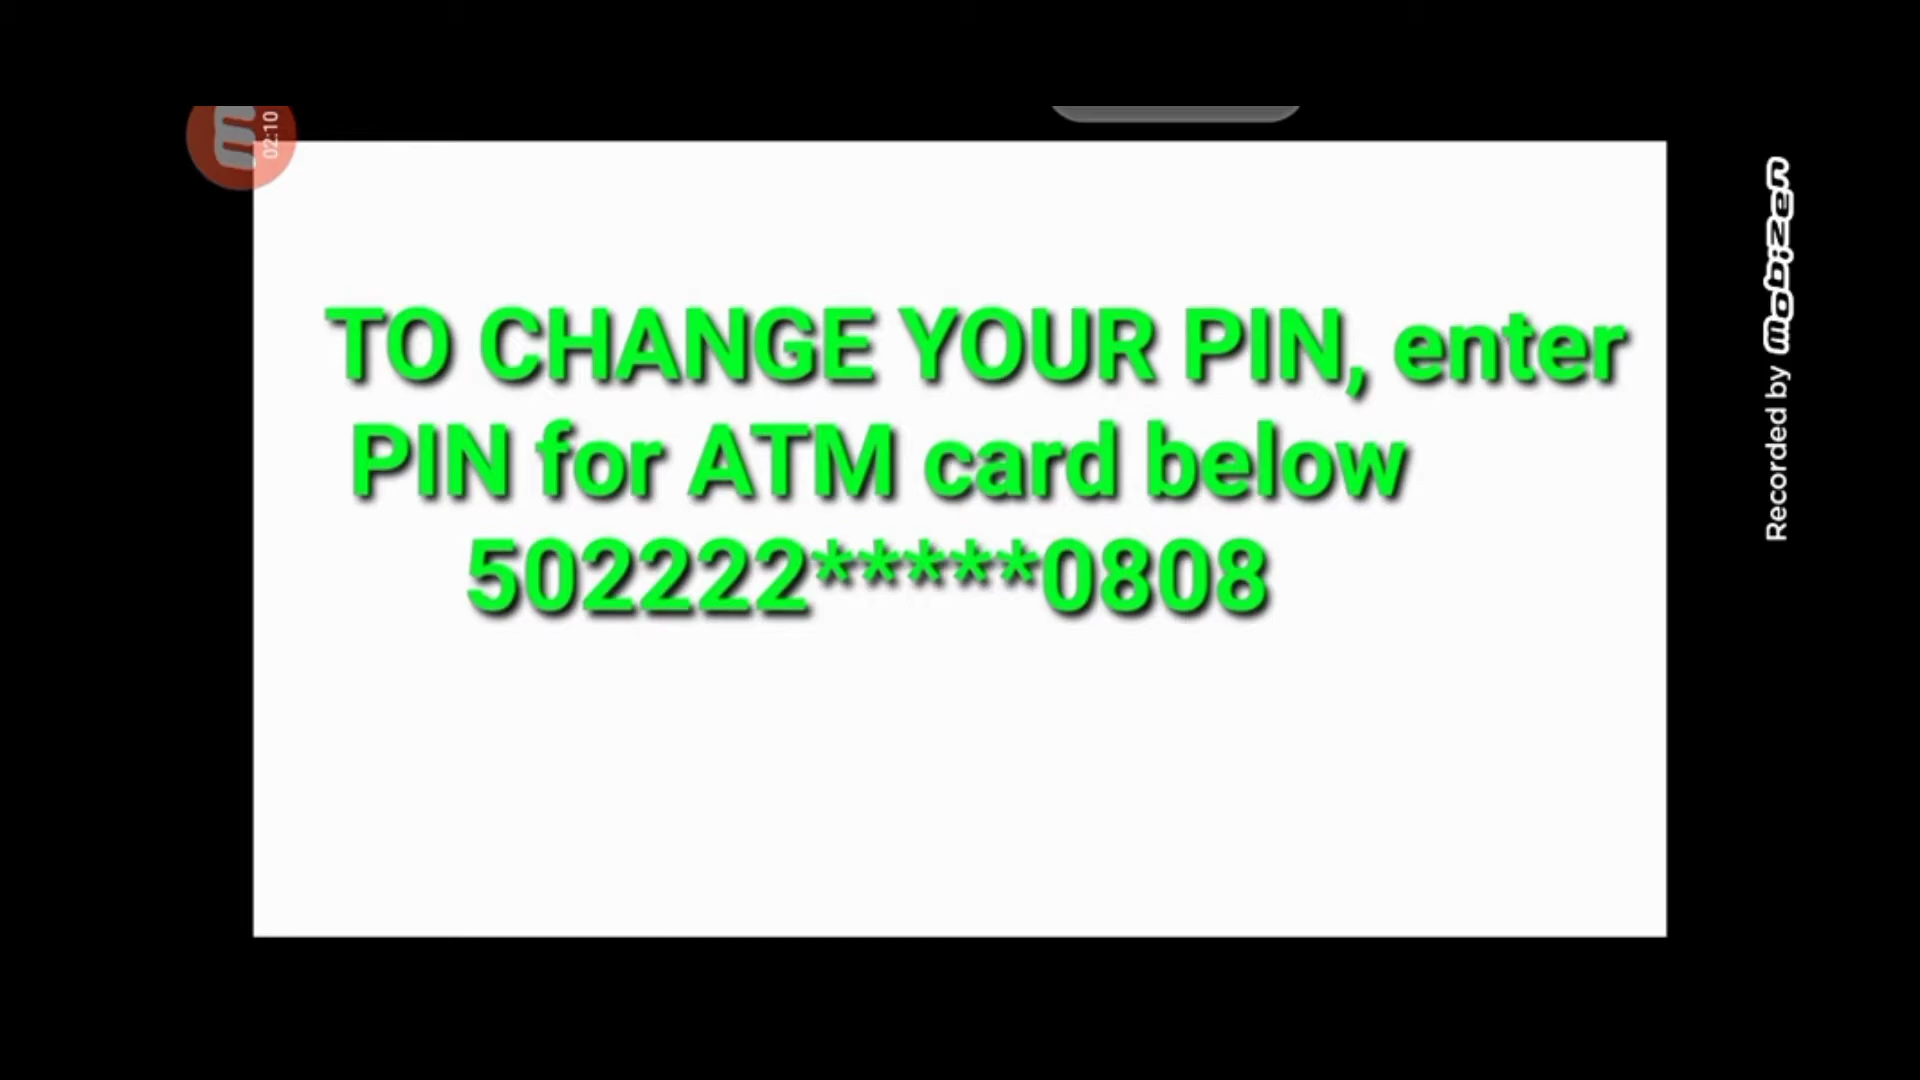 02:10
TO CHANGE YOUR PIN, enter
PIN for ATM card below
502222*****0808
Recorded by mobizen